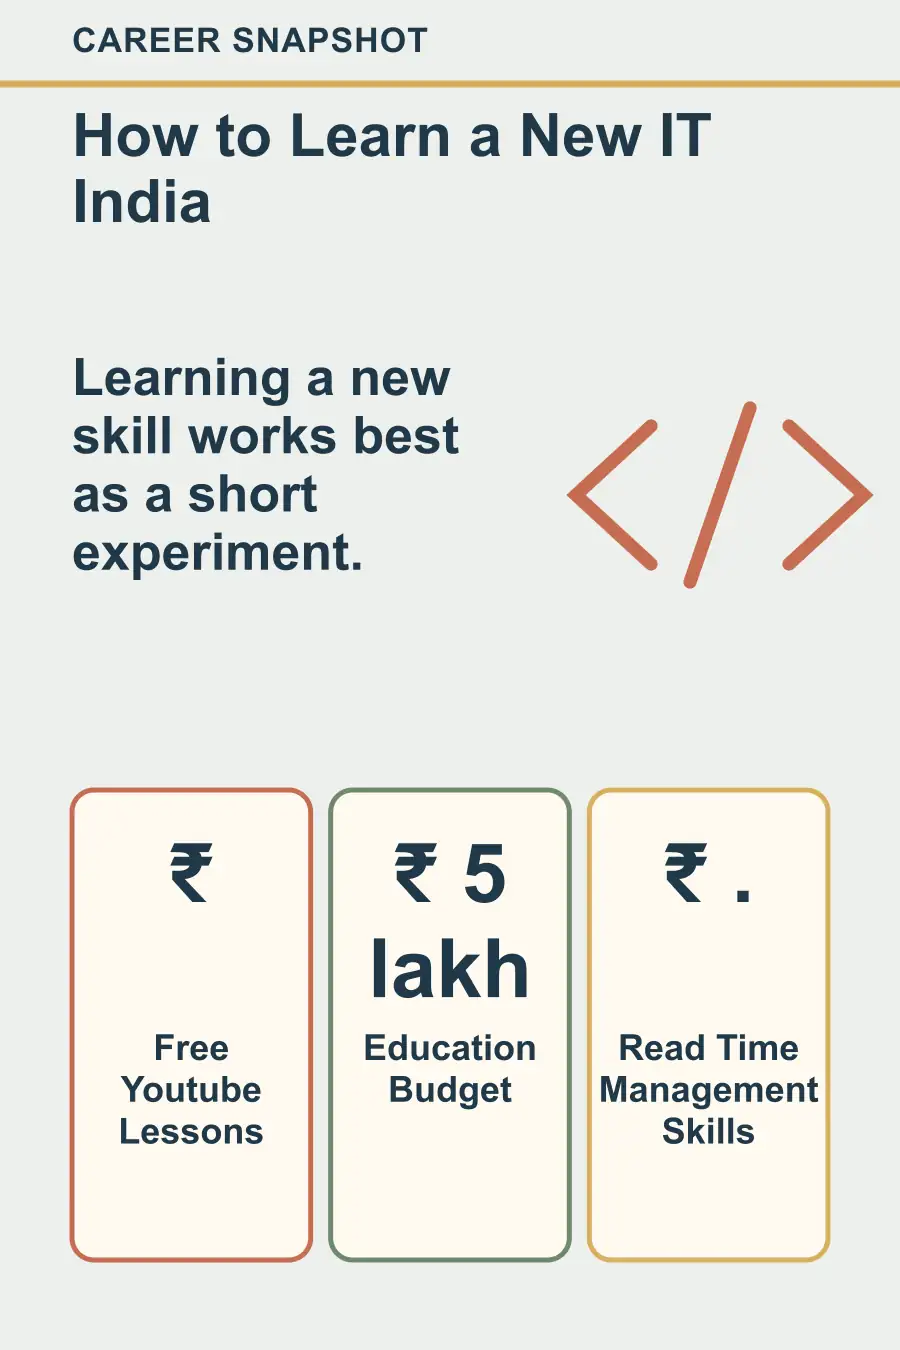 CAREER SNAPSHOT
How to Learn a New IT
India
Learning a new
skill works best
as a short
experiment.
₹
Free
Youtube
Lessons
₹ 5
lakh
Education
Budget
₹ .
Read Time
Management
Skills